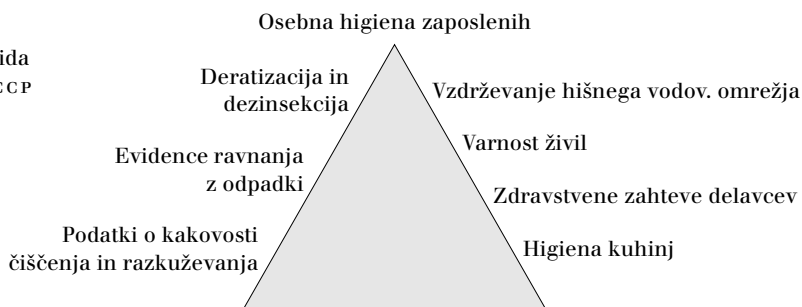 Osebna higiena zaposlenih
Deratizacija in
dezinsekcija
Evidence ravnanja
z odpadki
Podatki o kakovosti
čiščenja in razkuževanja
Vzdrževanje hišnega vodov. omrežja
Varnost živil
Zdravstvene zahteve delavcev
Higiena kuhinj